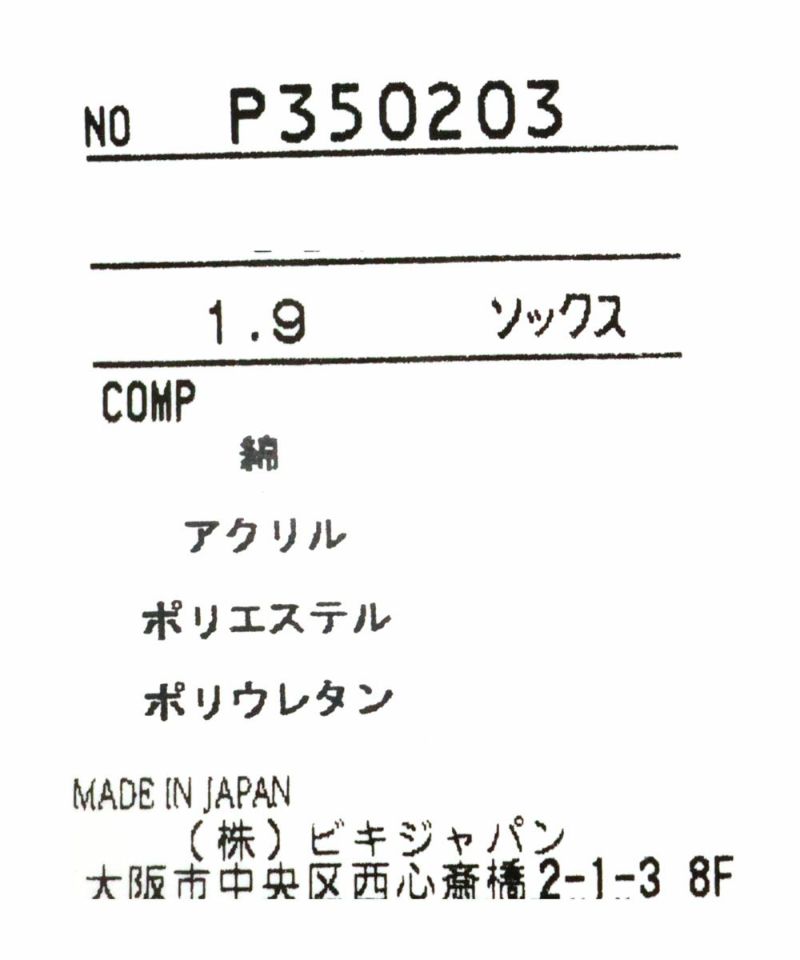 NO P350203
1.9 ソックス
COMP
綿
アクリル
ポリエステル
ポリウレタン
MADE IN JAPAN
(株)ビキジャパン
大阪市中央区西心斎橋2-1-3 8F